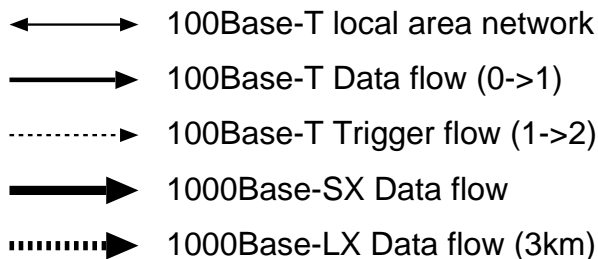 100Base-T local area network
100Base-T Data flow (0->1)
100Base-T Trigger flow (1->2)
1000Base-SX Data flow
1000Base-LX Data flow (3km)